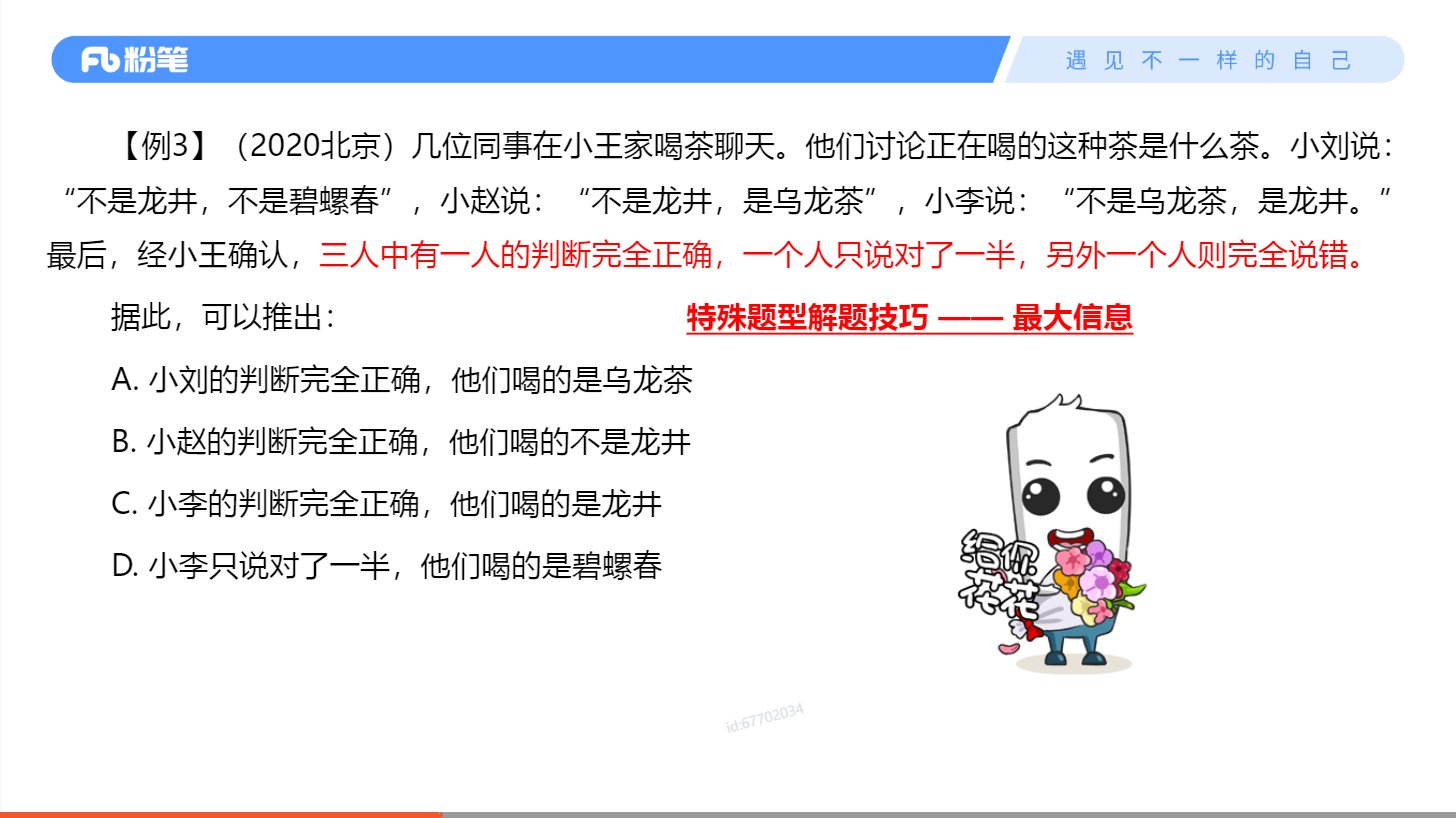 粉笔
遇见不一样的自己
【例3】（2020北京）几位同事在小王家喝茶聊天。他们讨论正在喝的这种茶是什么茶。小刘说：
“不是龙井，不是碧螺春”，小赵说：“不是龙井，是乌龙茶”，小李说：“不是乌龙茶，是龙井。”
最后，经小王确认，三人中有一人的判断完全正确，一个人只说对了一半，另外一个人则完全说错。
据此，可以推出：
特殊题型解题技巧 —— 最大信息
A. 小刘的判断完全正确，他们喝的是乌龙茶
B. 小赵的判断完全正确，他们喝的不是龙井
C. 小李的判断完全正确，他们喝的是龙井
D. 小李只说对了一半，他们喝的是碧螺春
给你
花花
id:67702034